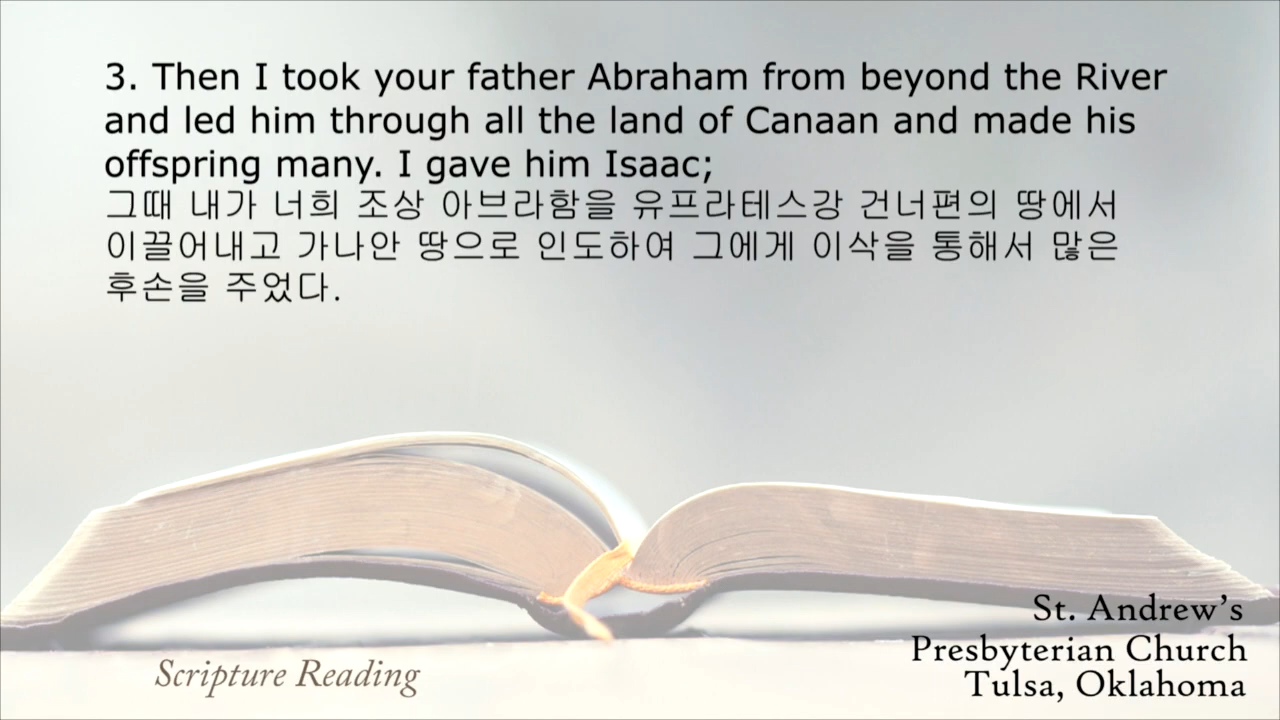 3. Then I took your father Abraham from beyond the River
and led him through all the land of Canaan and made his
offspring many. I gave him Isaac;
그때 내가 너희 조상 아브라함을 유프라테스강 건너편의 땅에서
이끌어내고 가나안 땅으로 인도하여 그에게 이삭을 통해서 많은
후손을 주었다.
St. Andrew's
Presbyterian Church
Tulsa, Oklahoma
Scripture Reading